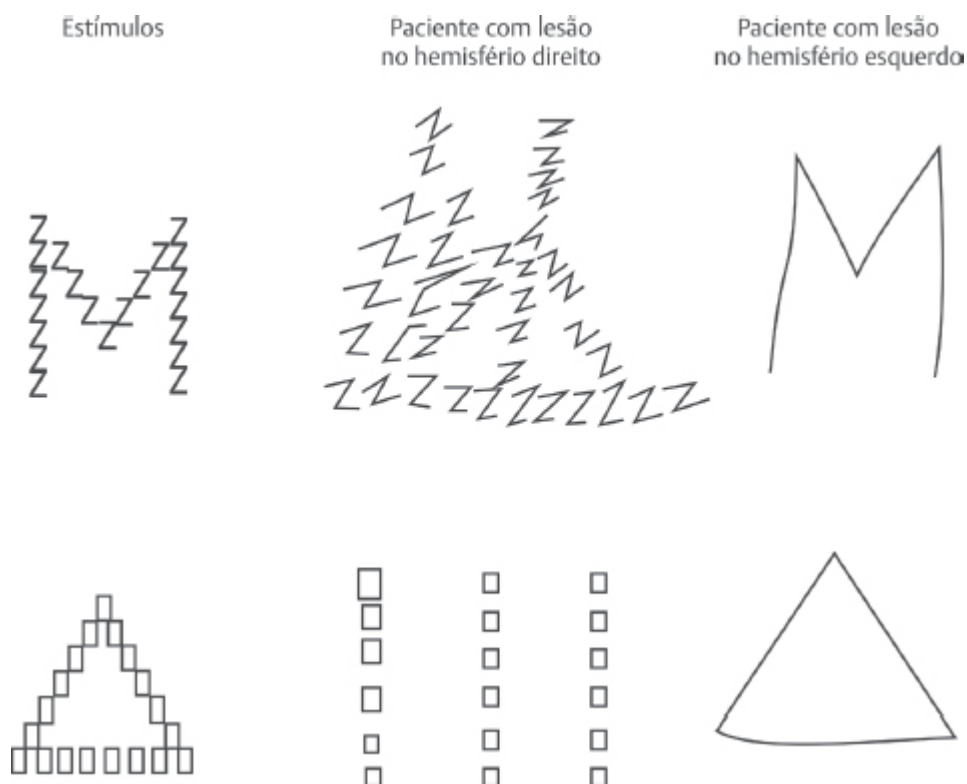 Estímulos
Paciente com lesão
no hemisfério direito
Paciente com lesão
no hemisfério esquerdo